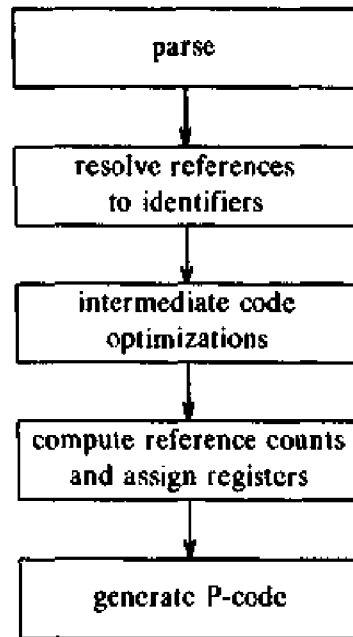 parse
resolve references
to identifiers
intermediate code
optimizations
compute reference counts
and assign registers
generate P-code